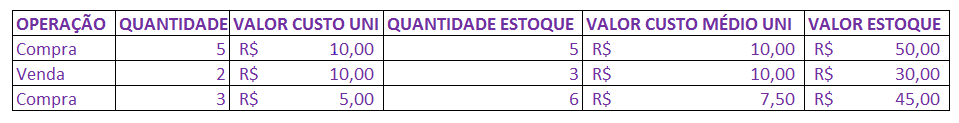 OPERAÇÃO QUANTIDADE VALOR CUSTO UNI QUANTIDADE ESTOQUE VALOR CUSTO MÉDIO UNI VALOR ESTOQUE
Compra 5 R$ 10,00 5 R$ 10,00 R$ 50,00
Venda 2 R$ 10,00 3 R$ 10,00 R$ 30,00
Compra 3 R$ 5,00 6 R$ 7,50 R$ 45,00